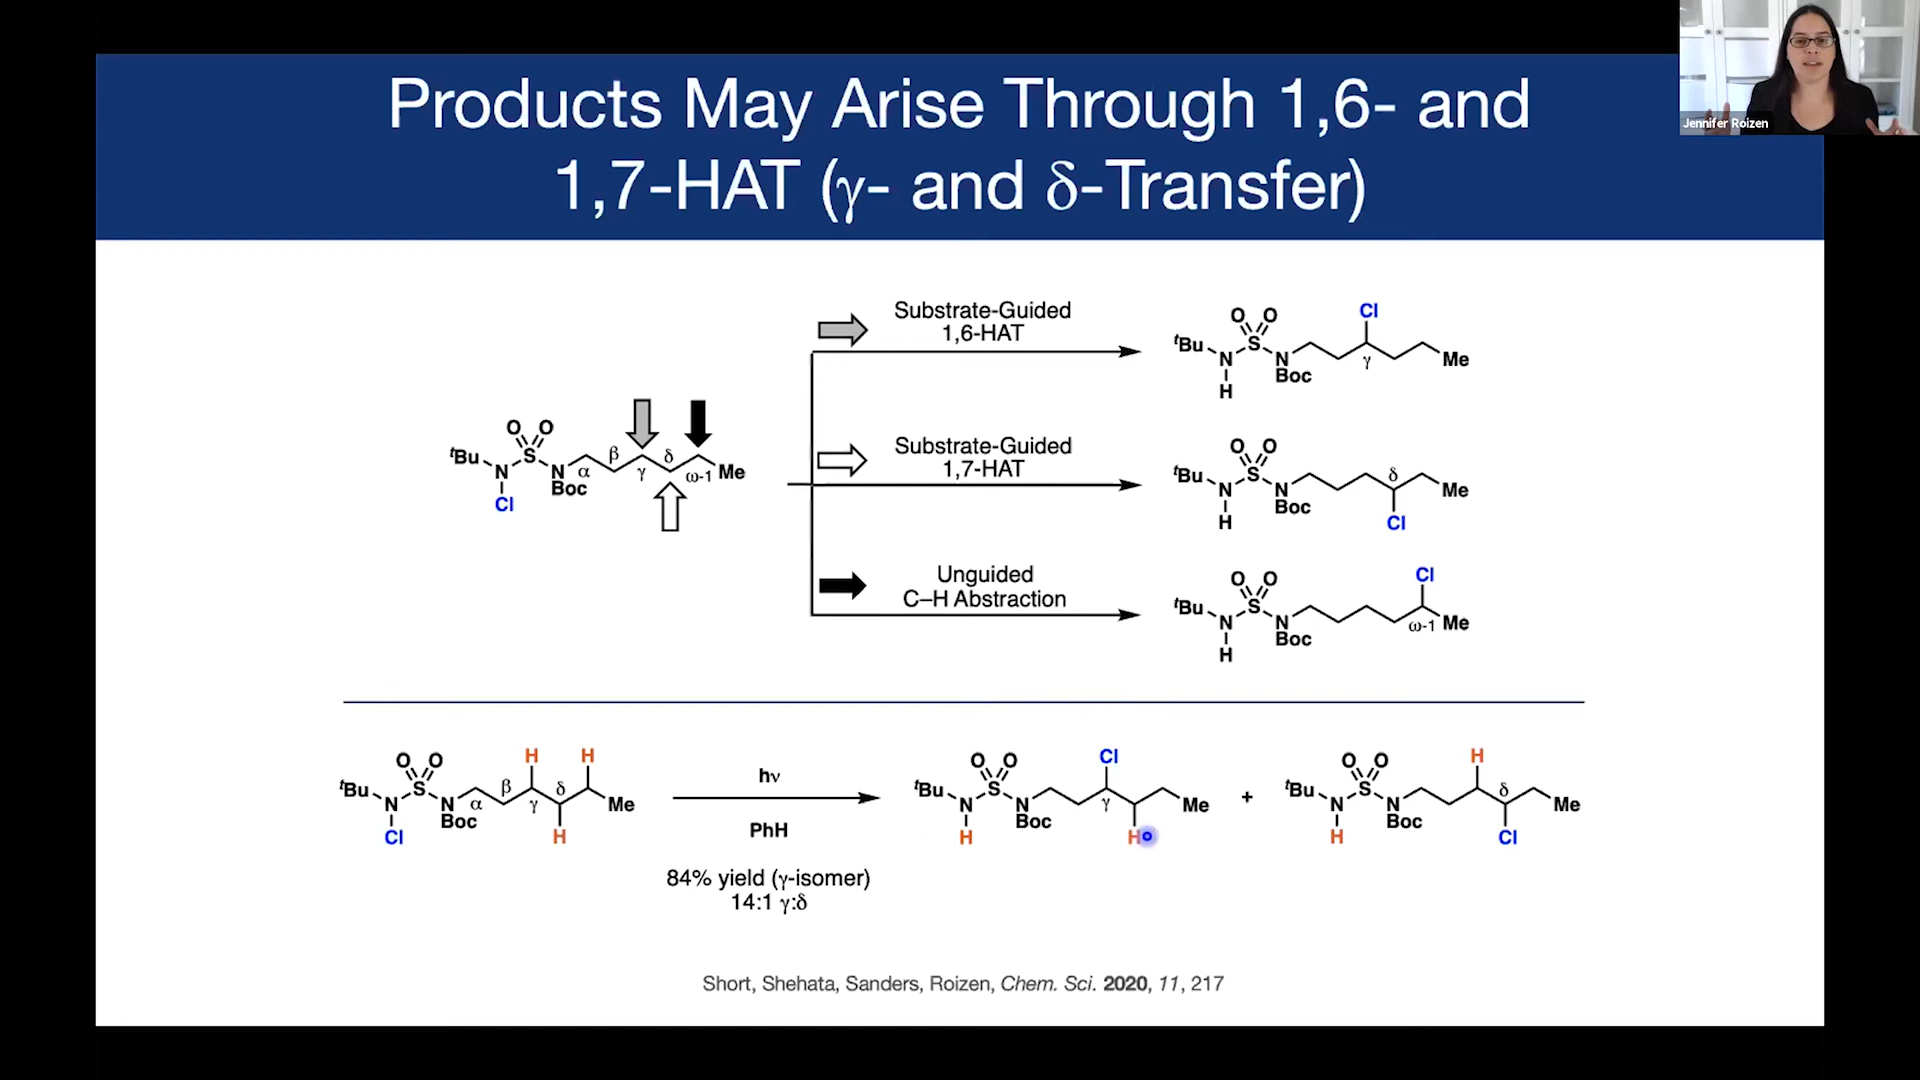 Products May Arise Through 1,6- and
1,7-HAT (γ- and δ-Transfer)
Jennifer Roizen
Substrate-Guided
1,6-HAT
O O
ᵗBu N S N
Boc
H
Cl
γ
Me
O O
ᵗBu N S N
Boc
Cl
α β γ δ ω-1 Me
Substrate-Guided
1,7-HAT
O O
ᵗBu N S N
Boc
H
δ
Cl
Me
Unguided
C–H Abstraction
O O
ᵗBu N S N
Boc
H
Cl
ω-1 Me
O O
ᵗBu N S N
Boc
Cl
α β γ δ
H H
H
Me
hν
PhH
84% yield (γ-isomer)
14:1 γ:δ
O O
ᵗBu N S N
Boc
H
Cl
γ
H
Me
+
O O
ᵗBu N S N
Boc
H
H
δ
Cl
Me
Short, Shehata, Sanders, Roizen, Chem. Sci. 2020, 11, 217